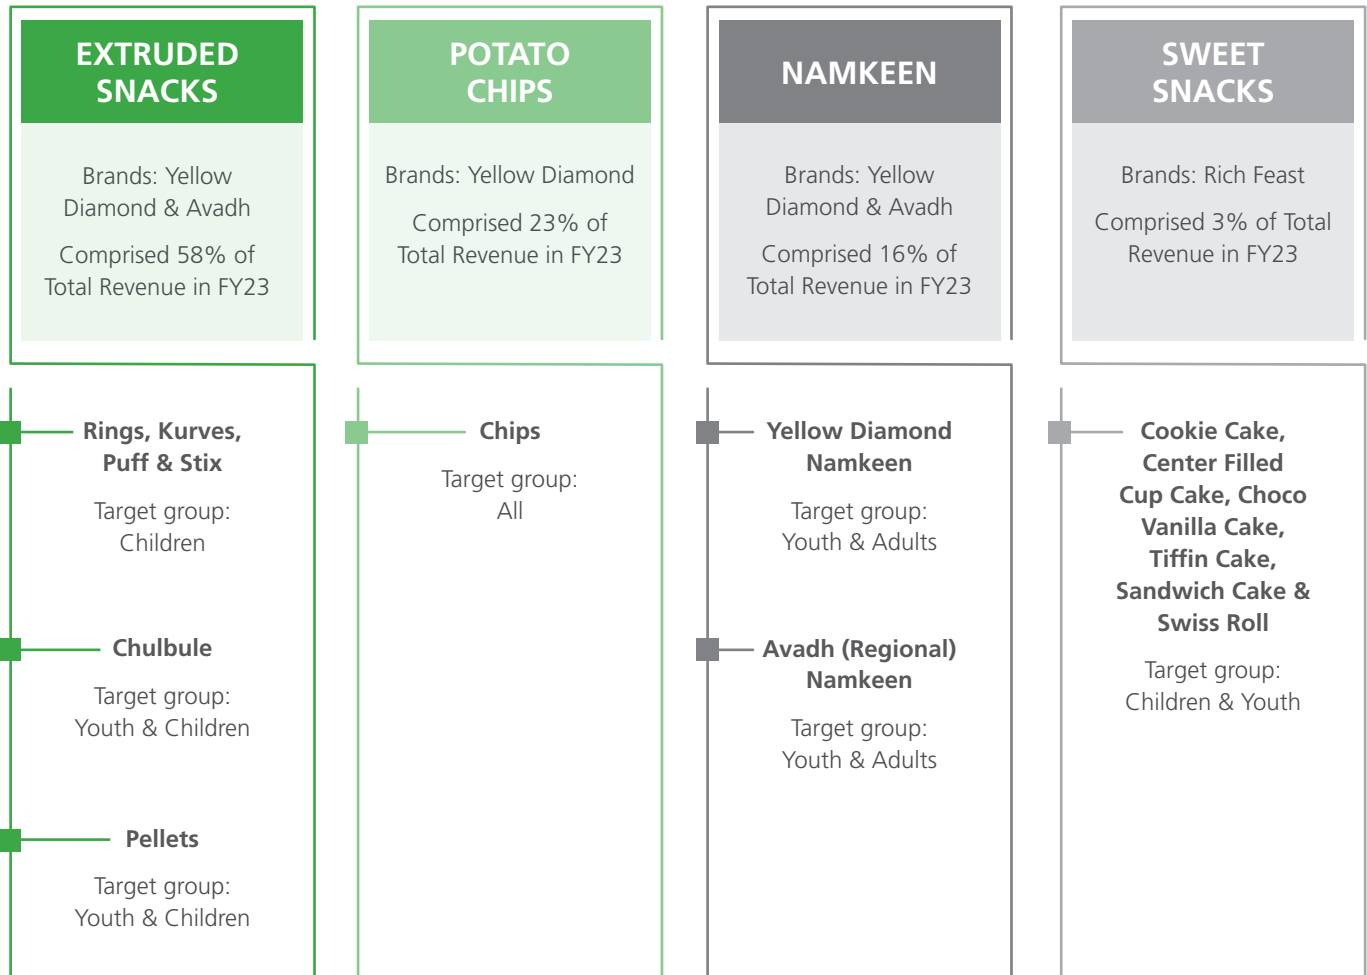 EXTRUDED
SNACKS
Brands: Yellow
Diamond & Avadh
Comprised 58% of
Total Revenue in FY23
Rings, Kurves,
Puff & Stix
Target group:
Children
Chulbule
Target group:
Youth & Children
Pellets
Target group:
Youth & Children
POTATO
CHIPS
Brands: Yellow Diamond
Comprised 23% of
Total Revenue in FY23
Chips
Target group:
All
NAMKEEN
Brands: Yellow
Diamond & Avadh
Comprised 16% of
Total Revenue in FY23
Yellow Diamond
Namkeen
Target group:
Youth & Adults
Avadh (Regional)
Namkeen
Target group:
Youth & Adults
SWEET
SNACKS
Brands: Rich Feast
Comprised 3% of Total
Revenue in FY23
Cookie Cake,
Center Filled
Cup Cake, Choco
Vanilla Cake,
Tiffin Cake,
Sandwich Cake &
Swiss Roll
Target group:
Children & Youth